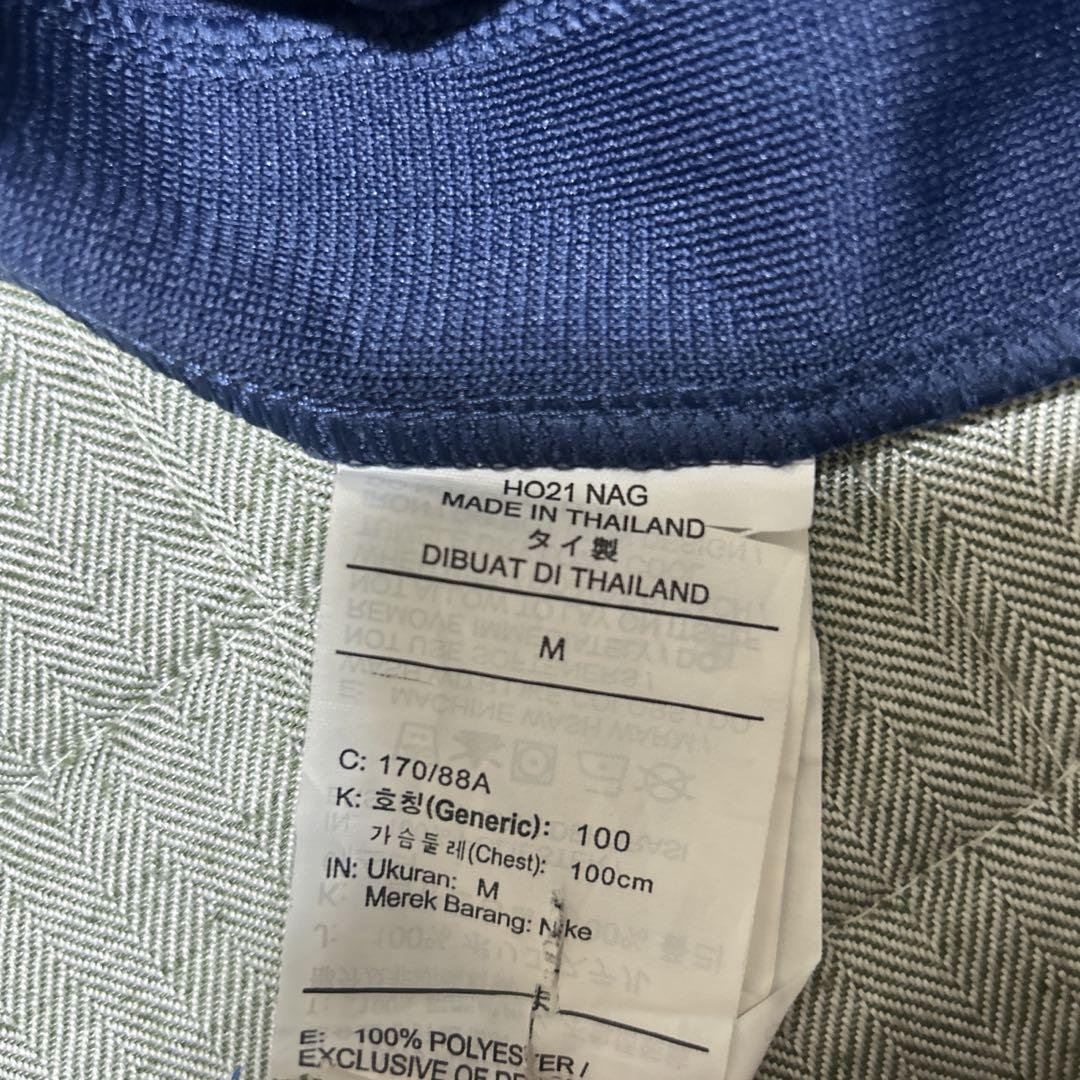 HO21 NAG
MADE IN THAILAND
タイ製
DIBUAT DI THAILAND
M
C: 170/88A
K: 호칭(Generic): 100
가슴둘레(Chest): 100cm
IN: Ukuran: M
Merek Barang: Nike
E: 100% POLYESTER /
EXCLUSIVE OF